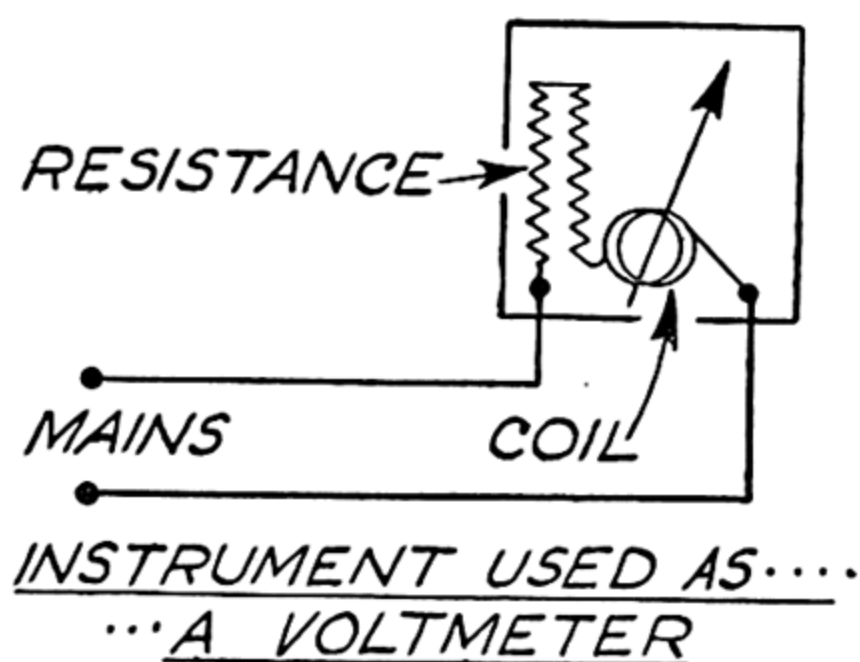 RESISTANCE
MAINS
COIL
INSTRUMENT USED AS....
...A VOLTMETER